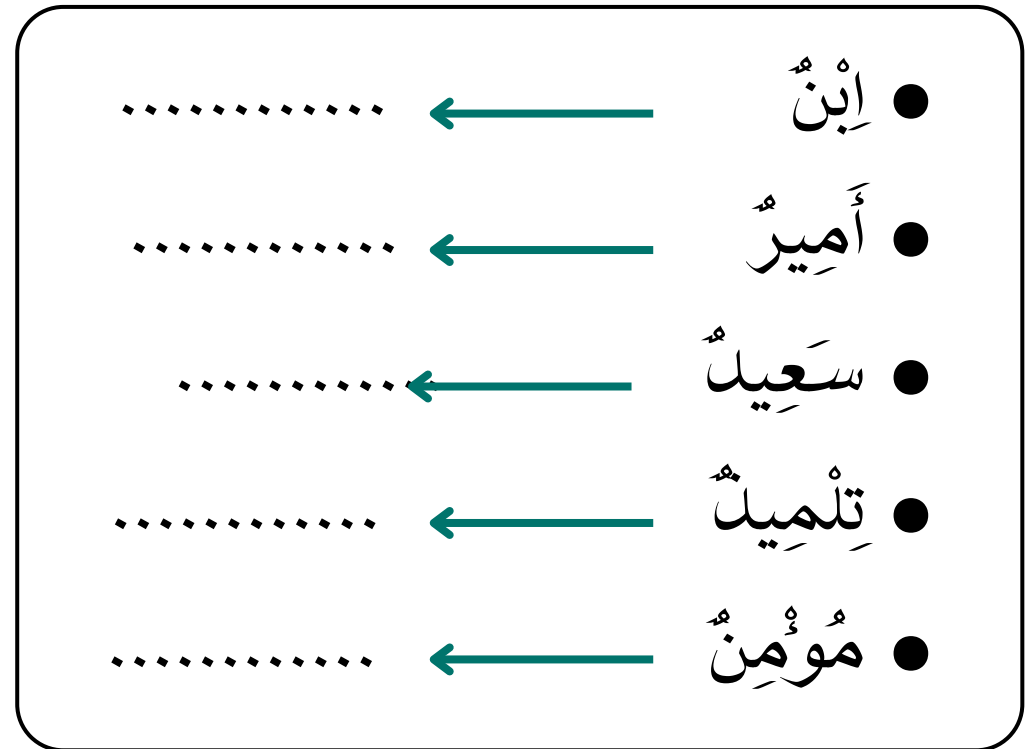 ● اِبْنٌ ............
● أَمِيرٌ ............
● سَعِيدٌ ............
● تِلْمِيذٌ ............
● مُؤْمِنٌ ............